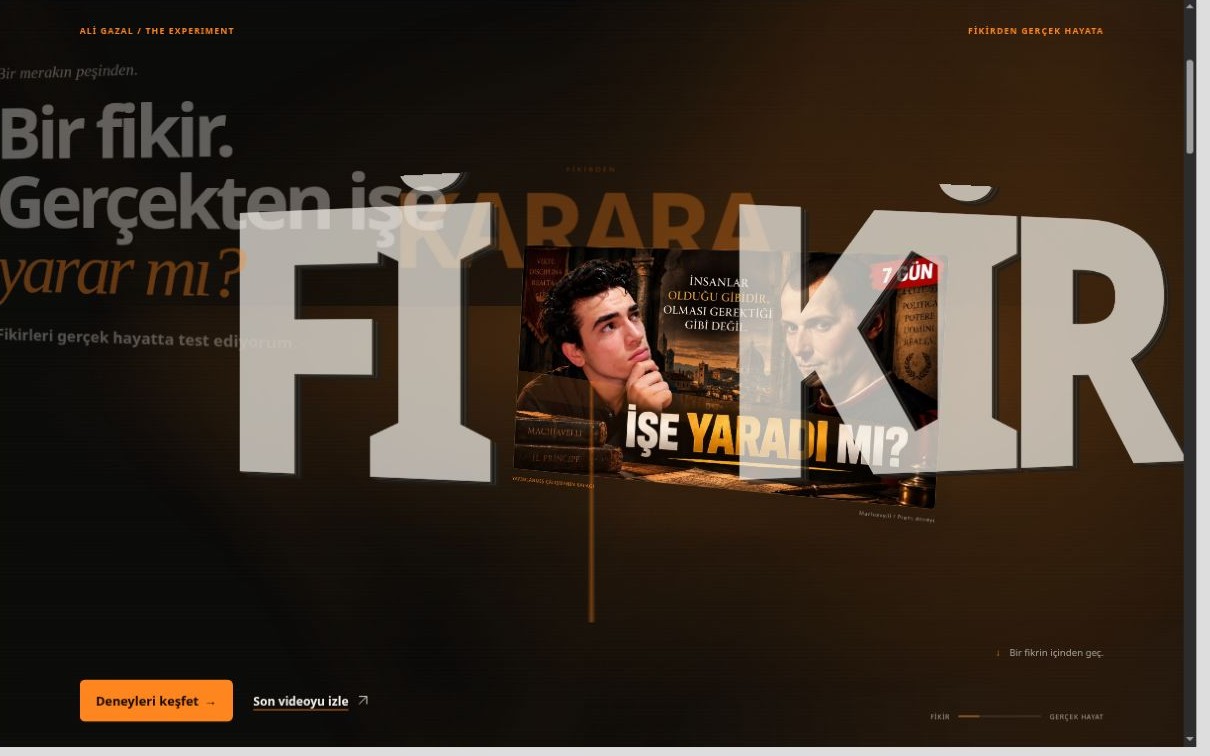 ALİ GAZAL / THE EXPERIMENT
FİKİRDEN GERÇEK HAYATA
Bir merakın peşinden.
Bir fikir.
Gerçekten işe
yarar mı?
Fikirleri gerçek hayatta test ediyorum
FİKİRDEN
KARARA
FİKİR
İNSANLAR
OLDUĞU GİBİDİR,
OLMASI GEREKTİĞİ
GİBİ DEĞİL.
7 GÜN
MACHIAVELLI
IL PRINCIPE
İŞE YARADI MI?
↓ Bir fikrin içinden geç.
Deneyleri keşfet →
Son videoyu izle ↗
FİKİR
GERÇEK HAYAT